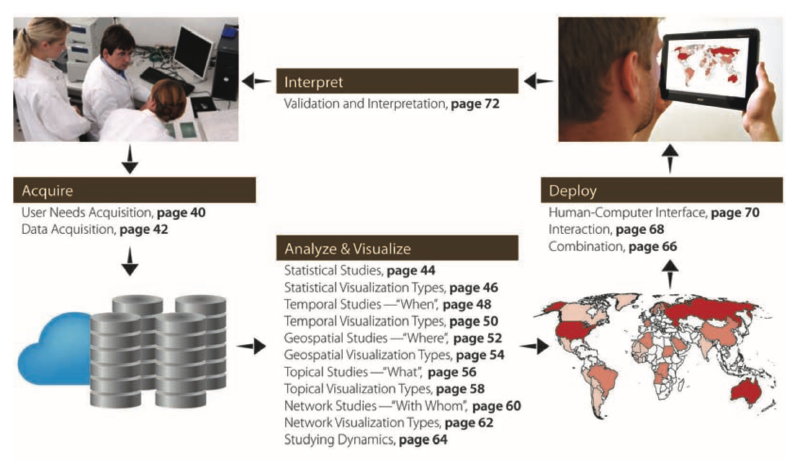 Interpret
Validation and Interpretation, page 72
Acquire
User Needs Acquisition, page 40
Data Acquisition, page 42
Analyze & Visualize
Statistical Studies, page 44
Statistical Visualization Types, page 46
Temporal Studies—“When”, page 48
Temporal Visualization Types, page 50
Geospatial Studies—“Where”, page 52
Geospatial Visualization Types, page 54
Topical Studies—“What”, page 56
Topical Visualization Types, page 58
Network Studies—“With Whom”, page 60
Network Visualization Types, page 62
Studying Dynamics, page 64
Deploy
Human-Computer Interface, page 70
Interaction, page 68
Combination, page 66